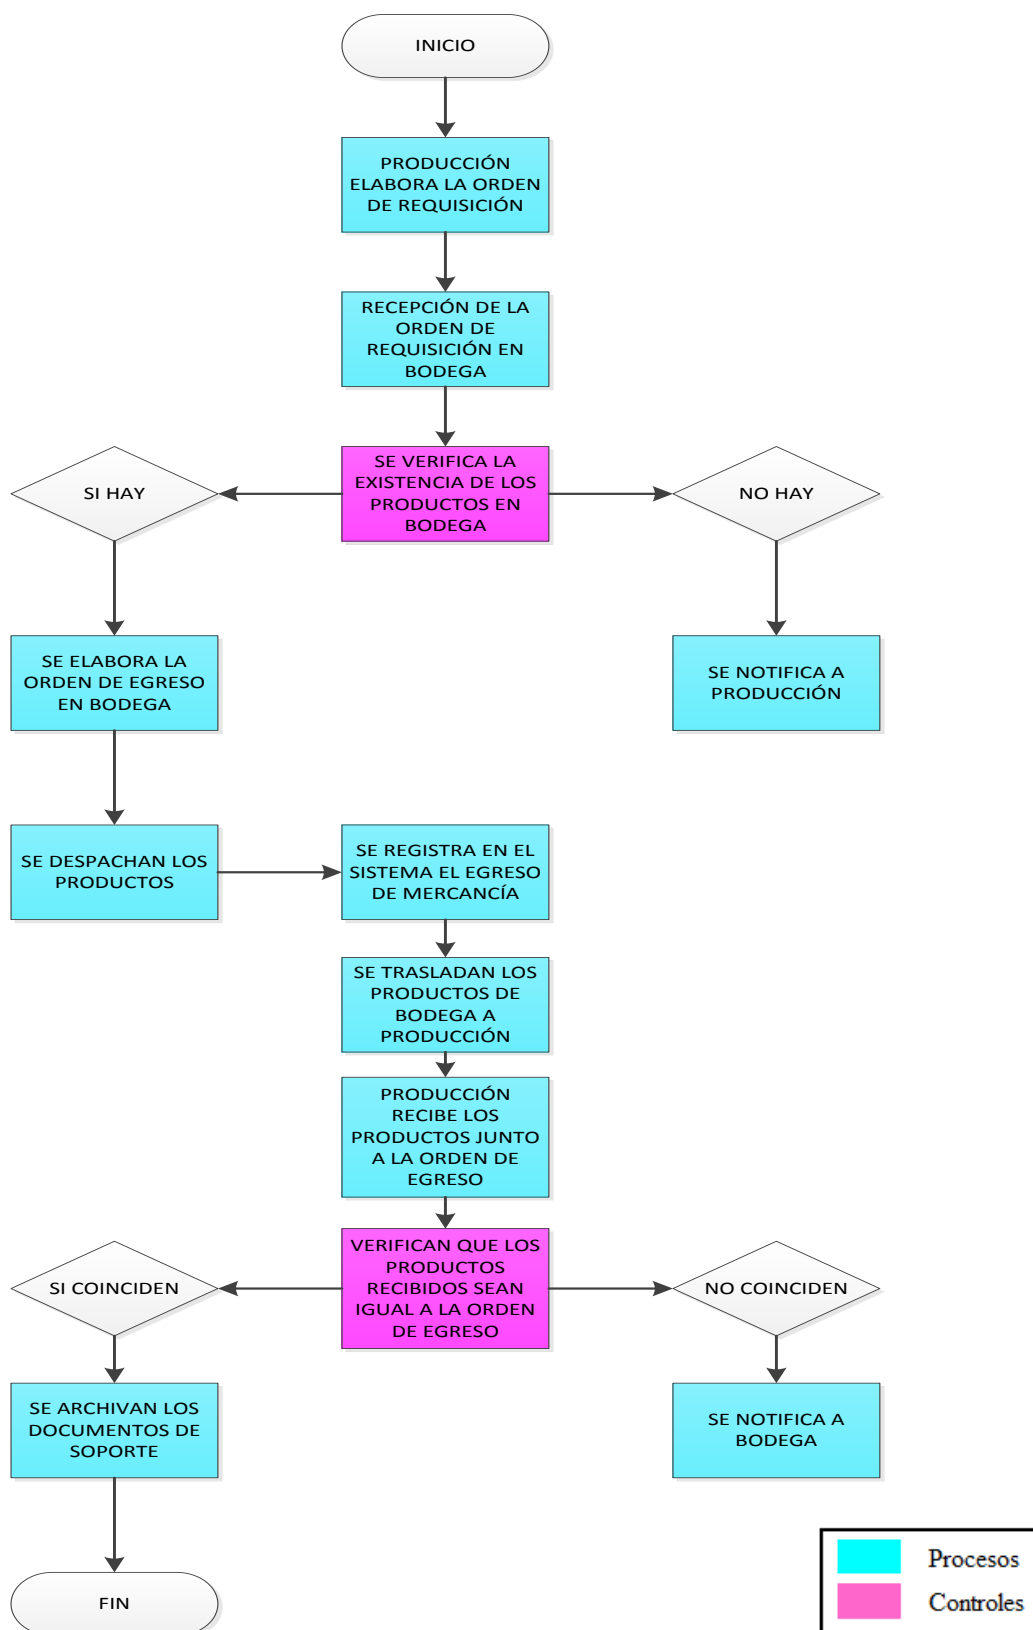 INICIO
PRODUCCIÓN
ELABORA LA ORDEN
DE REQUISICIÓN
RECEPCIÓN DE LA
ORDEN DE
REQUISICIÓN EN
BODEGA
SE VERIFICA LA
EXISTENCIA DE LOS
PRODUCTOS EN
BODEGA
SI HAY
NO HAY
SE ELABORA LA
ORDEN DE EGRESO
EN BODEGA
SE NOTIFICA A
PRODUCCIÓN
SE DESPACHAN LOS
PRODUCTOS
SE REGISTRA EN EL
SISTEMA EL EGRESO
DE MERCANCÍA
SE TRASLADAN LOS
PRODUCTOS DE
BODEGA A
PRODUCCIÓN
PRODUCCIÓN
RECIBE LOS
PRODUCTOS JUNTO
A LA ORDEN DE
EGRESO
VERIFICAN QUE LOS
PRODUCTOS
RECIBIDOS SEAN
IGUAL A LA ORDEN
DE EGRESO
SI COINCIDEN
NO COINCIDEN
SE ARCHIVAN LOS
DOCUMENTOS DE
SOPORTE
SE NOTIFICA A
BODEGA
FIN
Procesos
Controles